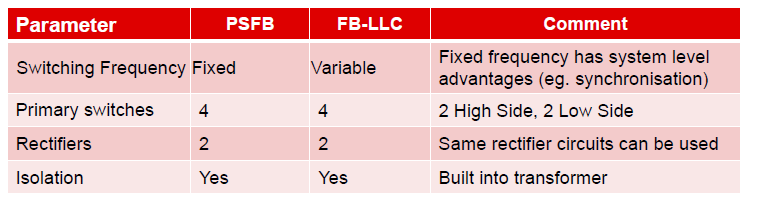 Parameter PSFB FB-LLC Comment
Switching Frequency Fixed Variable Fixed frequency has system level
advantages (eg. synchronisation)
Primary switches 4 4 2 High Side, 2 Low Side
Rectifiers 2 2 Same rectifier circuits can be used
Isolation Yes Yes Built into transformer